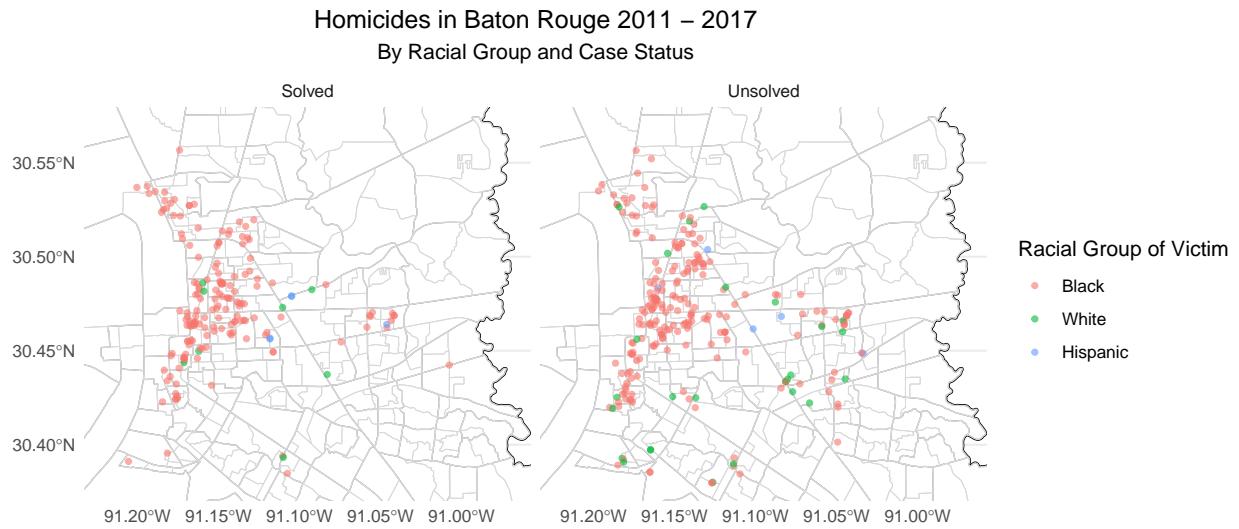 Homicides in Baton Rouge 2011 – 2017
By Racial Group and Case Status
Solved
Unsolved
30.55°N
30.50°N
30.45°N
30.40°N
91.20°W 91.15°W 91.10°W 91.05°W 91.00°W
91.20°W 91.15°W 91.10°W 91.05°W 91.00°W
Racial Group of Victim
Black
White
Hispanic